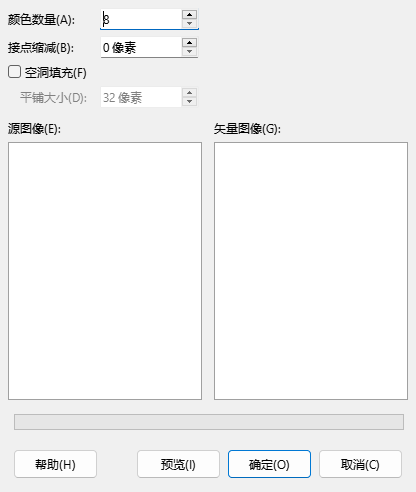 颜色数量(A): 8
接点缩减(B): 0 像素
空洞填充(F)
平铺大小(D): 32 像素
源图像(E): 矢量图像(G):
帮助(H) 预览(I) 确定(O) 取消(C)